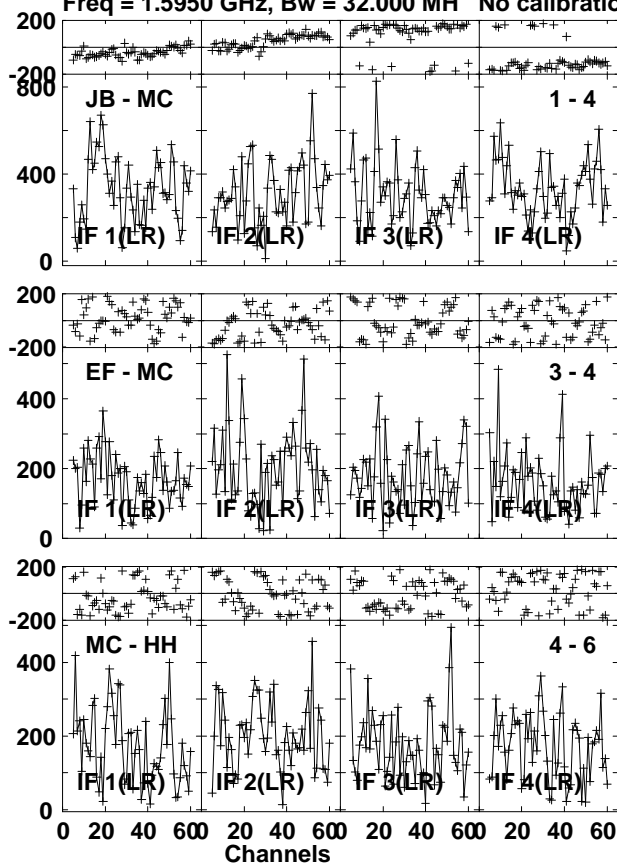 Freq = 1.5950 GHz, Bw = 32.000 MH No calibratio
200
-200
800
JB - MC
1 - 4
400
IF 1(LR)
IF 2(LR)
IF 3(LR)
IF 4(LR)
0
200
-200
EF - MC
3 - 4
400
200
IF 1(LR)
IF 2(LR)
IF 3(LR)
IF 4(LR)
0
200
-200
MC - HH
4 - 6
400
200
IF 1(LR)
IF 2(LR)
IF 3(LR)
IF 4(LR)
0
0 20 40 60 0 20 40 60 0 20 40 60 0 20 40 60
Channels